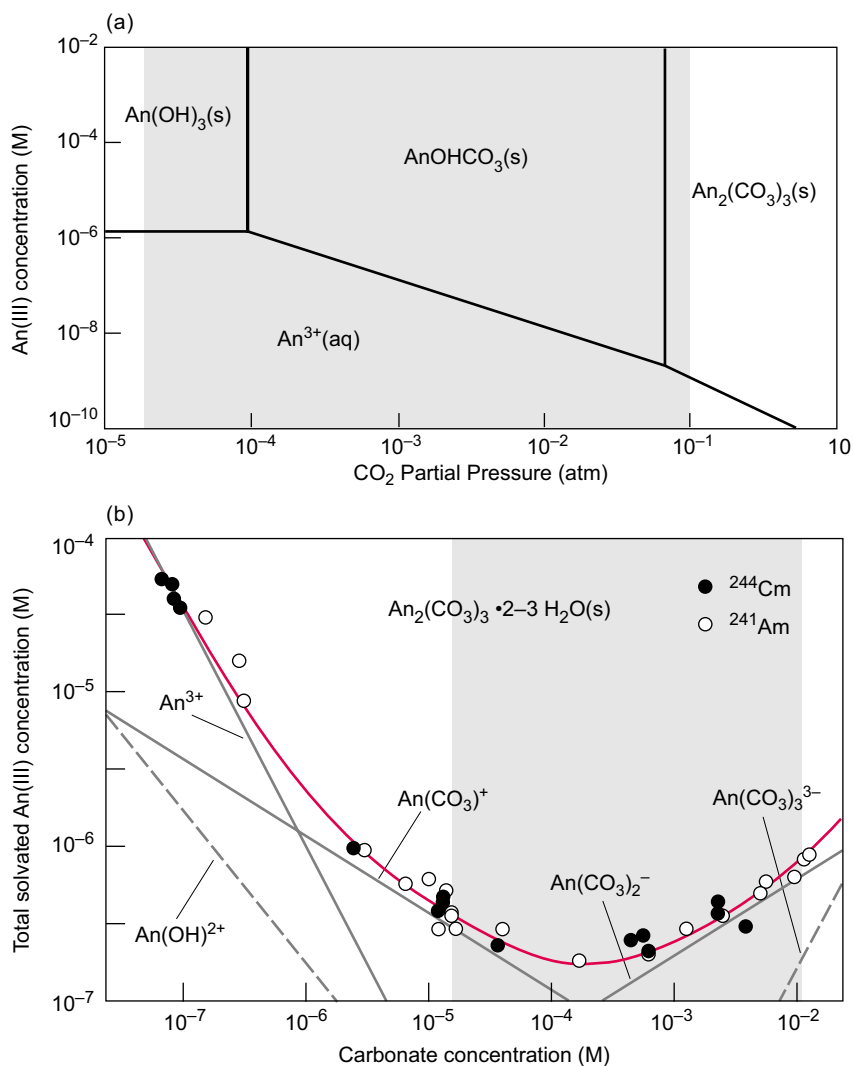 (a)
An(III) concentration (M)
10⁻²
10⁻⁴
10⁻⁶
10⁻⁸
10⁻¹⁰
An(OH)₃(s)
AnOHCO₃(s)
An₂(CO₃)₃(s)
An³⁺(aq)
10⁻⁵ 10⁻⁴ 10⁻³ 10⁻² 10⁻¹ 10
CO₂ Partial Pressure (atm)
(b)
Total solvated An(III) concentration (M)
10⁻⁴
10⁻⁵
10⁻⁶
10⁻⁷
An₂(CO₃)₃ •2–3 H₂O(s)
²⁴⁴Cm
²⁴¹Am
An³⁺
An(CO₃)⁺
An(CO₃)₃³⁻
An(CO₃)₂⁻
An(OH)²⁺
10⁻⁷ 10⁻⁶ 10⁻⁵ 10⁻⁴ 10⁻³ 10⁻²
Carbonate concentration (M)